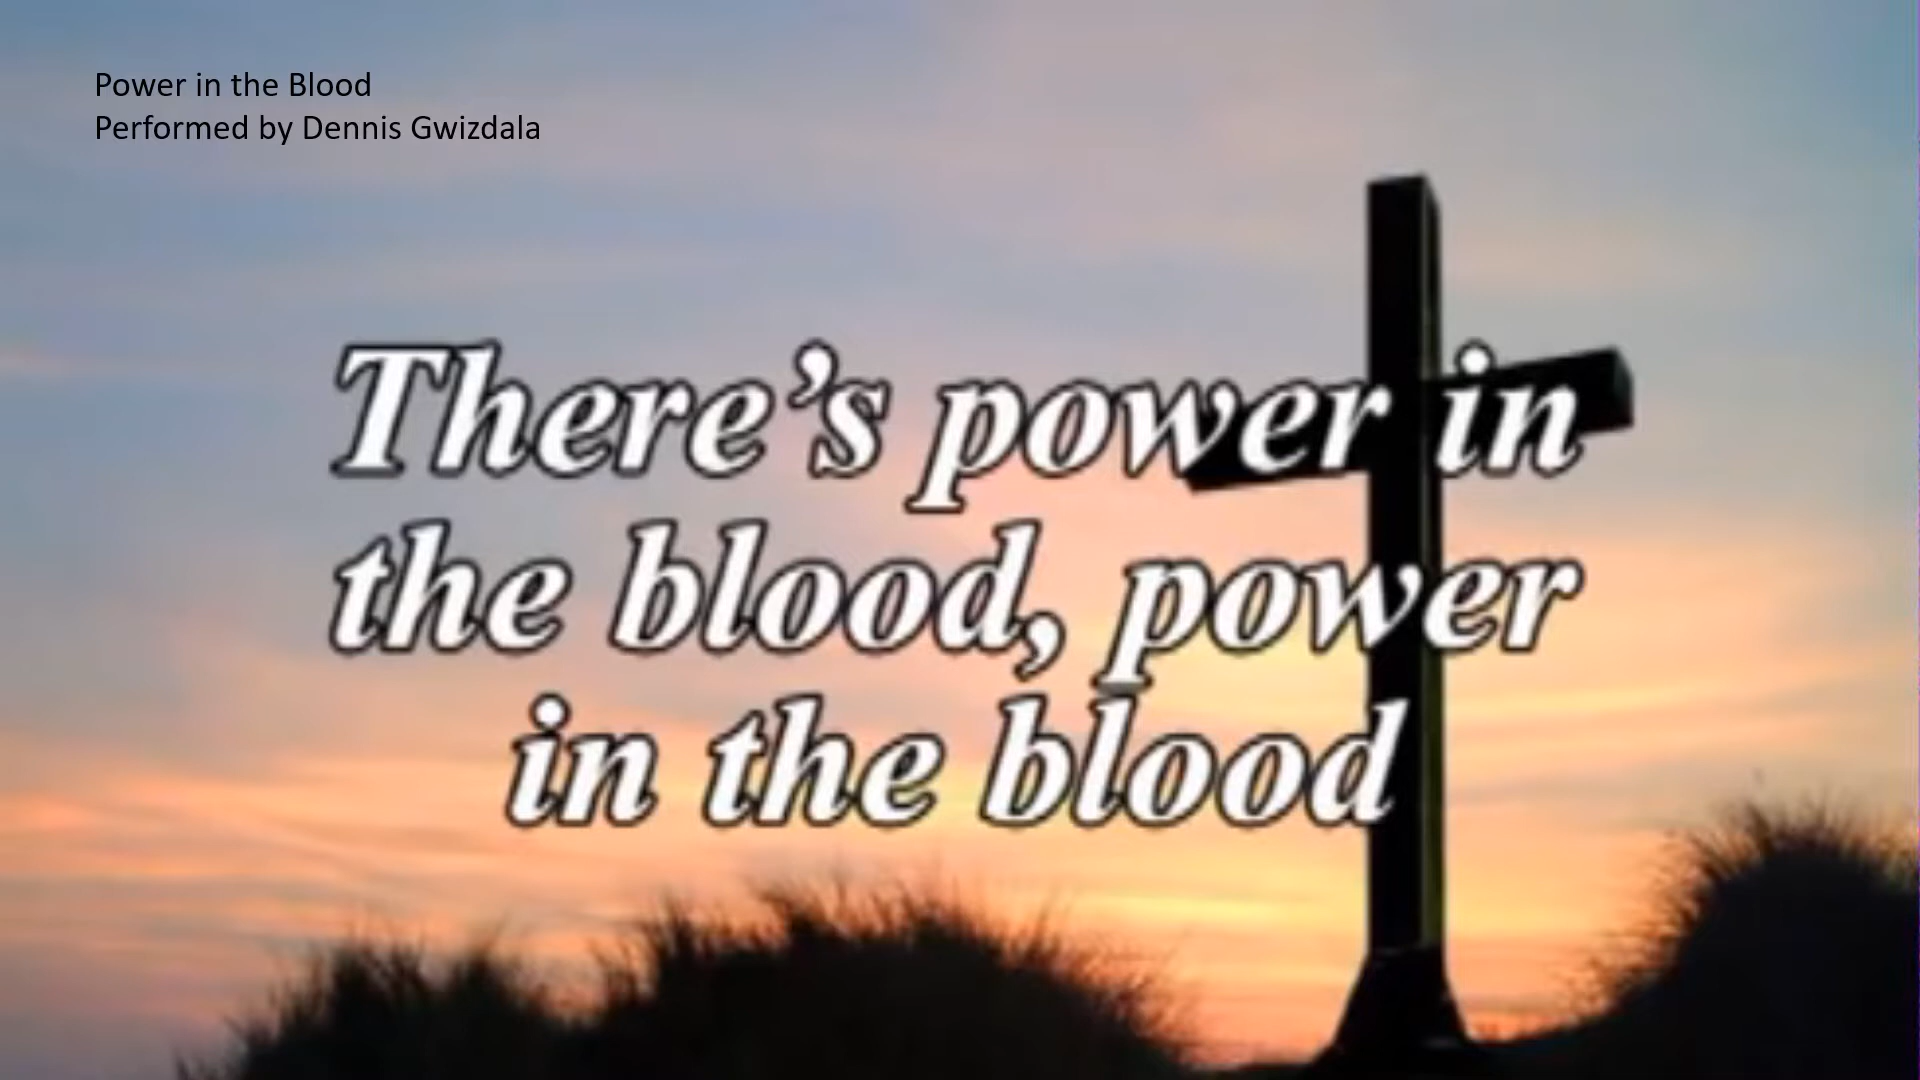 Power in the Blood
Performed by Dennis Gwizdala
There’s power in
the blood, power
in the blood